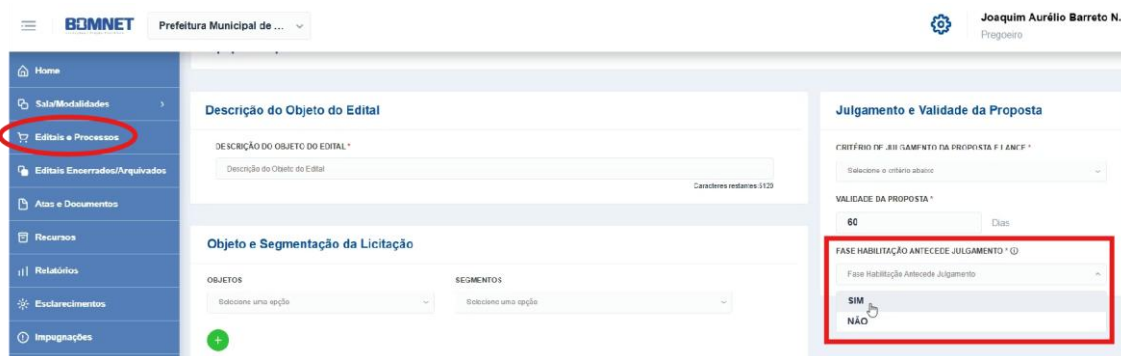 BBMNET
Prefeitura Municipal de ...
Joaquim Aurélio Barreto N.
Pregoeiro
Home
Sala/Modalidades
Editais e Processos
Editais Encerrados/Arquivados
Atas e Documentos
Recursos
Relatórios
Esclarecimentos
Impugnações
Descrição do Objeto do Edital
DESCRIÇÃO DO OBJETO DO EDITAL *
Descrição do Objeto do Edital
Caracteres restantes:5120
Objeto e Segmentação da Licitação
OBJETOS
SEGMENTOS
Selecione uma opção
Selecione uma opção
Julgamento e Validade da Proposta
CRITÉRIO DE JULGAMENTO DA PROPOSTA E LANCE *
Selecione o critério abaixo
VALIDADE DA PROPOSTA *
60
Dias
FASE HABILITAÇÃO ANTECEDE JULGAMENTO *
Fase Habilitação Antecede Julgamento
SIM
NÃO